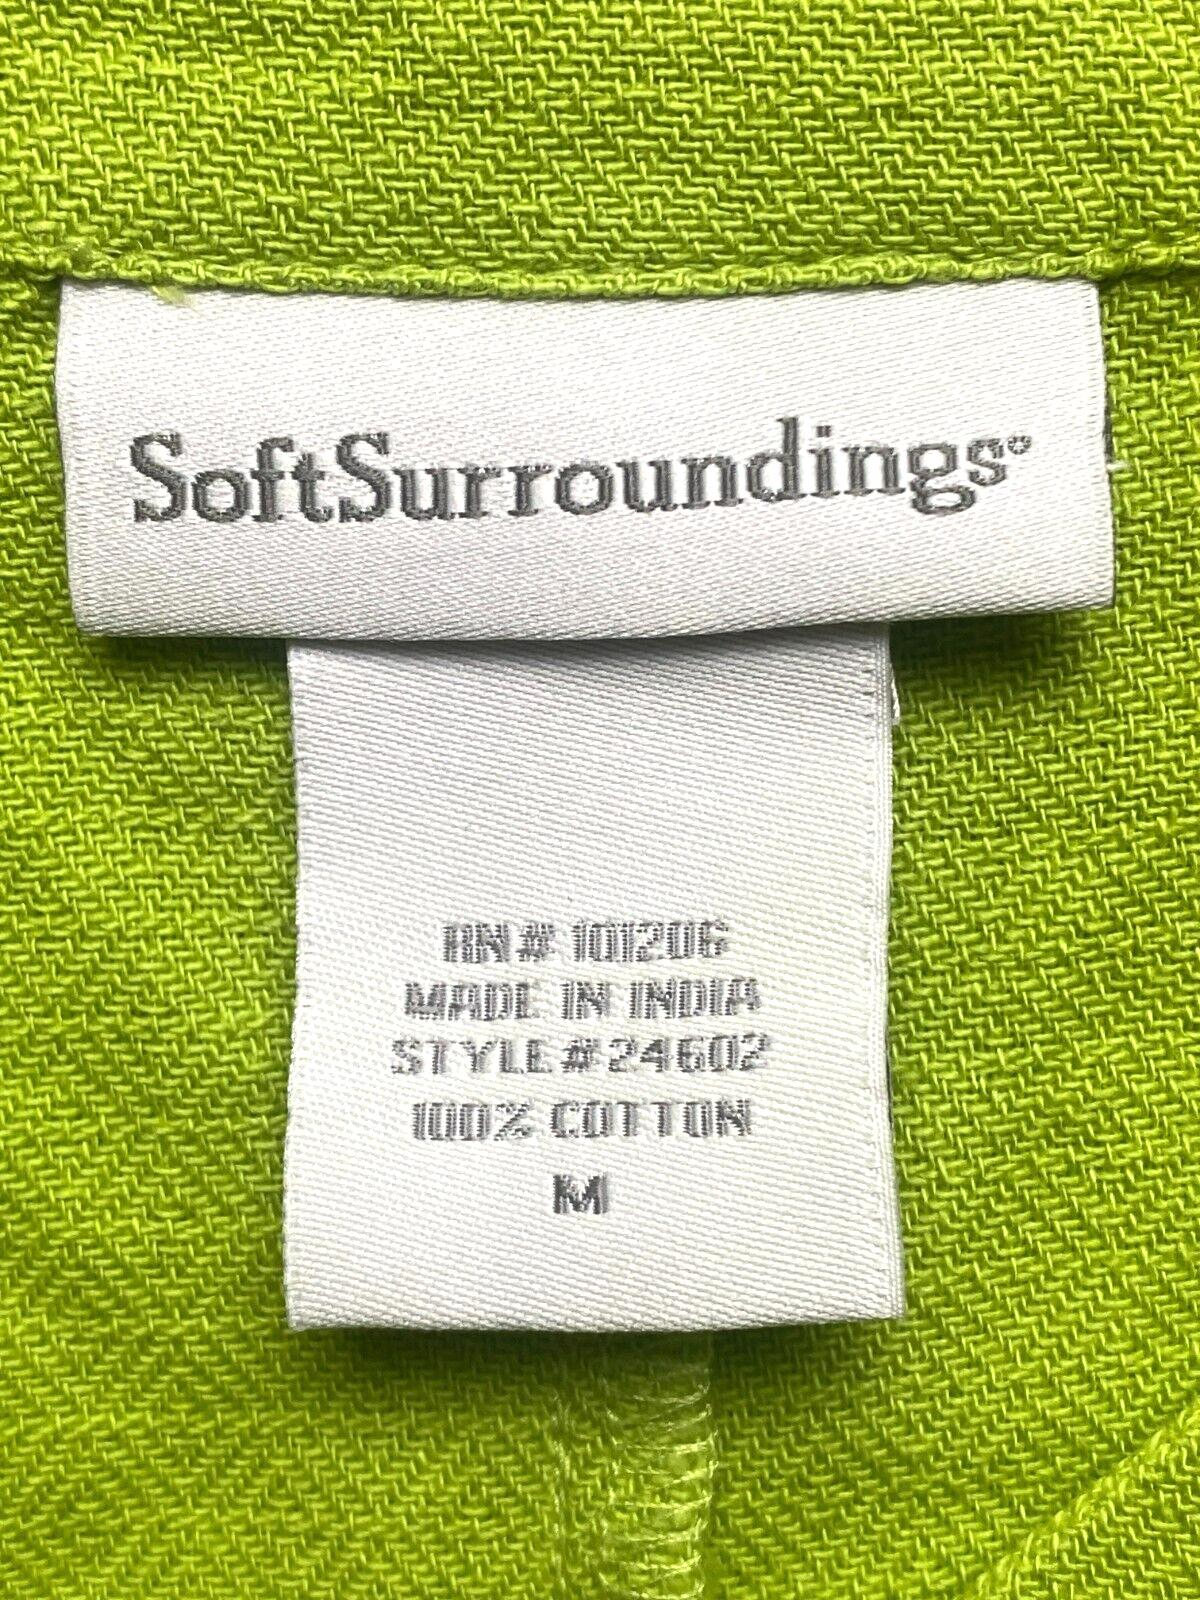 SoftSurroundings®
RN# 101206
MADE IN INDIA
STYLE#24602
100% COTTON
M